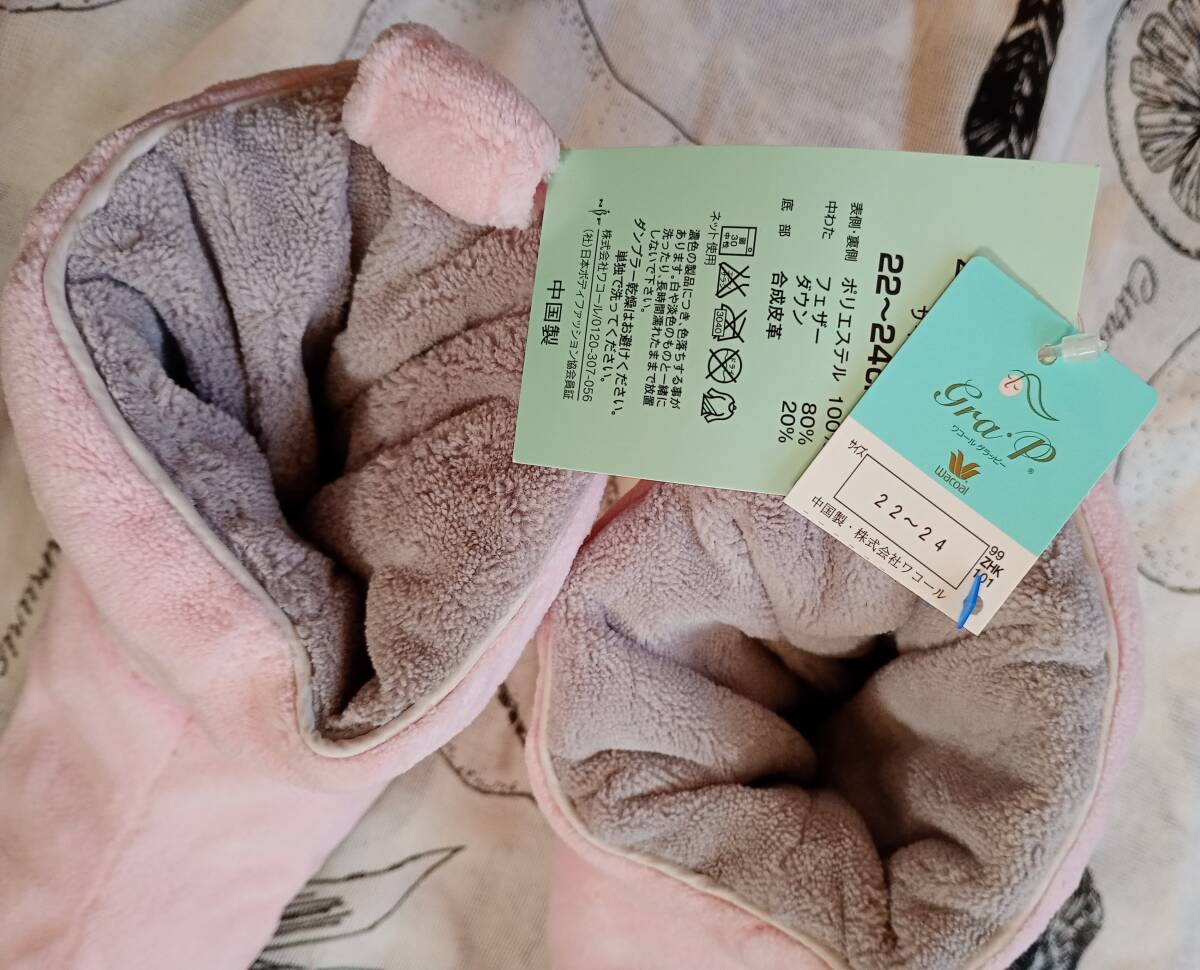 22~24c
表側・裏側 ポリエステル 100%
中わた フェザー 80%
ダウン 20%
底部 合成皮革
ネット使用
濃色の製品につき、色落ちする事が
あります。白や淡色のものと一緒に
洗ったり、長時間濡れたままで放置
しないで下さい。
タンブラー乾燥はお避けください。
単独で洗ってください。
株式会社ワコール/0120-307-056
(社)日本ボディファッション協会員証
中国製
Gra·P
ワコール グラッピー
®
Wacoal
サイズ
22~24
99
ZHK
101
中国製・株式会社ワコール